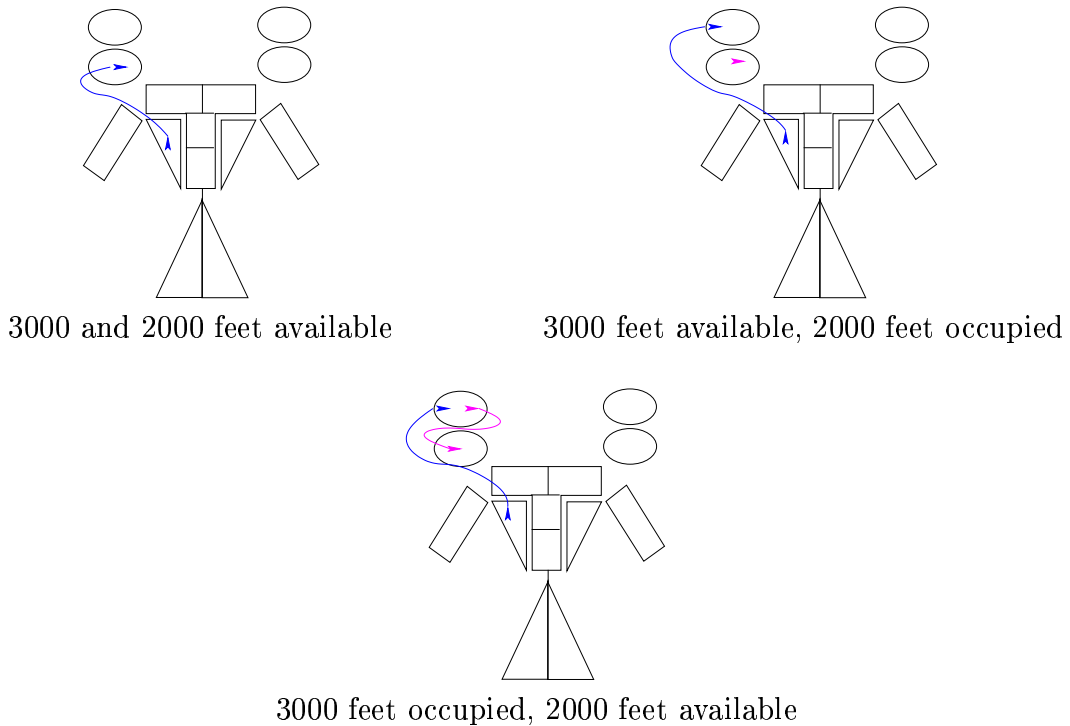 3000 and 2000 feet available
3000 feet available, 2000 feet occupied
3000 feet occupied, 2000 feet available